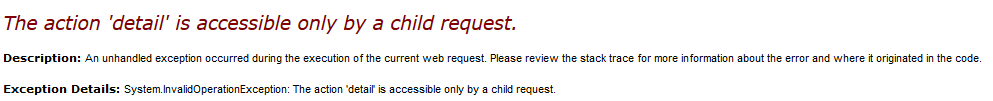 The action 'detail' is accessible only by a child request.
Description: An unhandled exception occurred during the execution of the current web request. Please review the stack trace for more information about the error and where it originated in the code.
Exception Details: System.InvalidOperationException: The action 'detail' is accessible only by a child request.